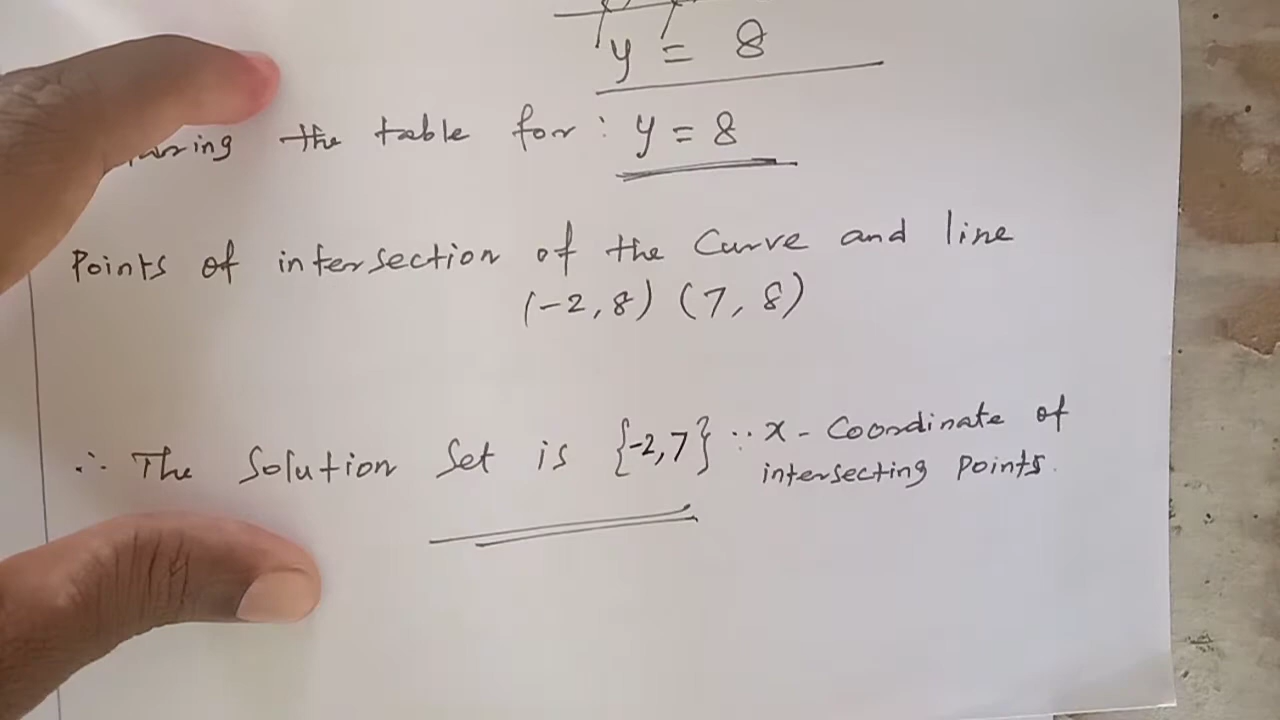 y = 8
the table for: y = 8
Points of intersection of the Curve and line
(-2,8) (7, 8)
∴ The Solution Set is {-2,7} ∵ x - Coordinate of
intersecting Points.